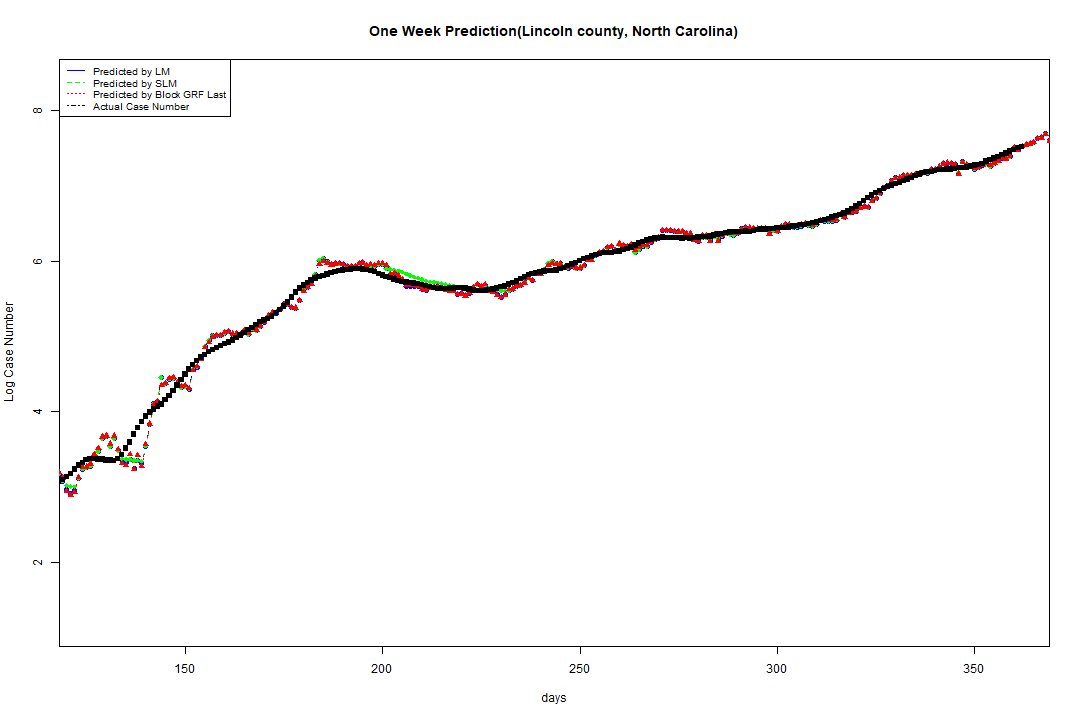 One Week Prediction(Lincoln county, North Carolina)
Predicted by LM
Predicted by SLM
Predicted by Block GRF Last
Actual Case Number
8
6
4
2
Log Case Number
150 200 250 300 350
days